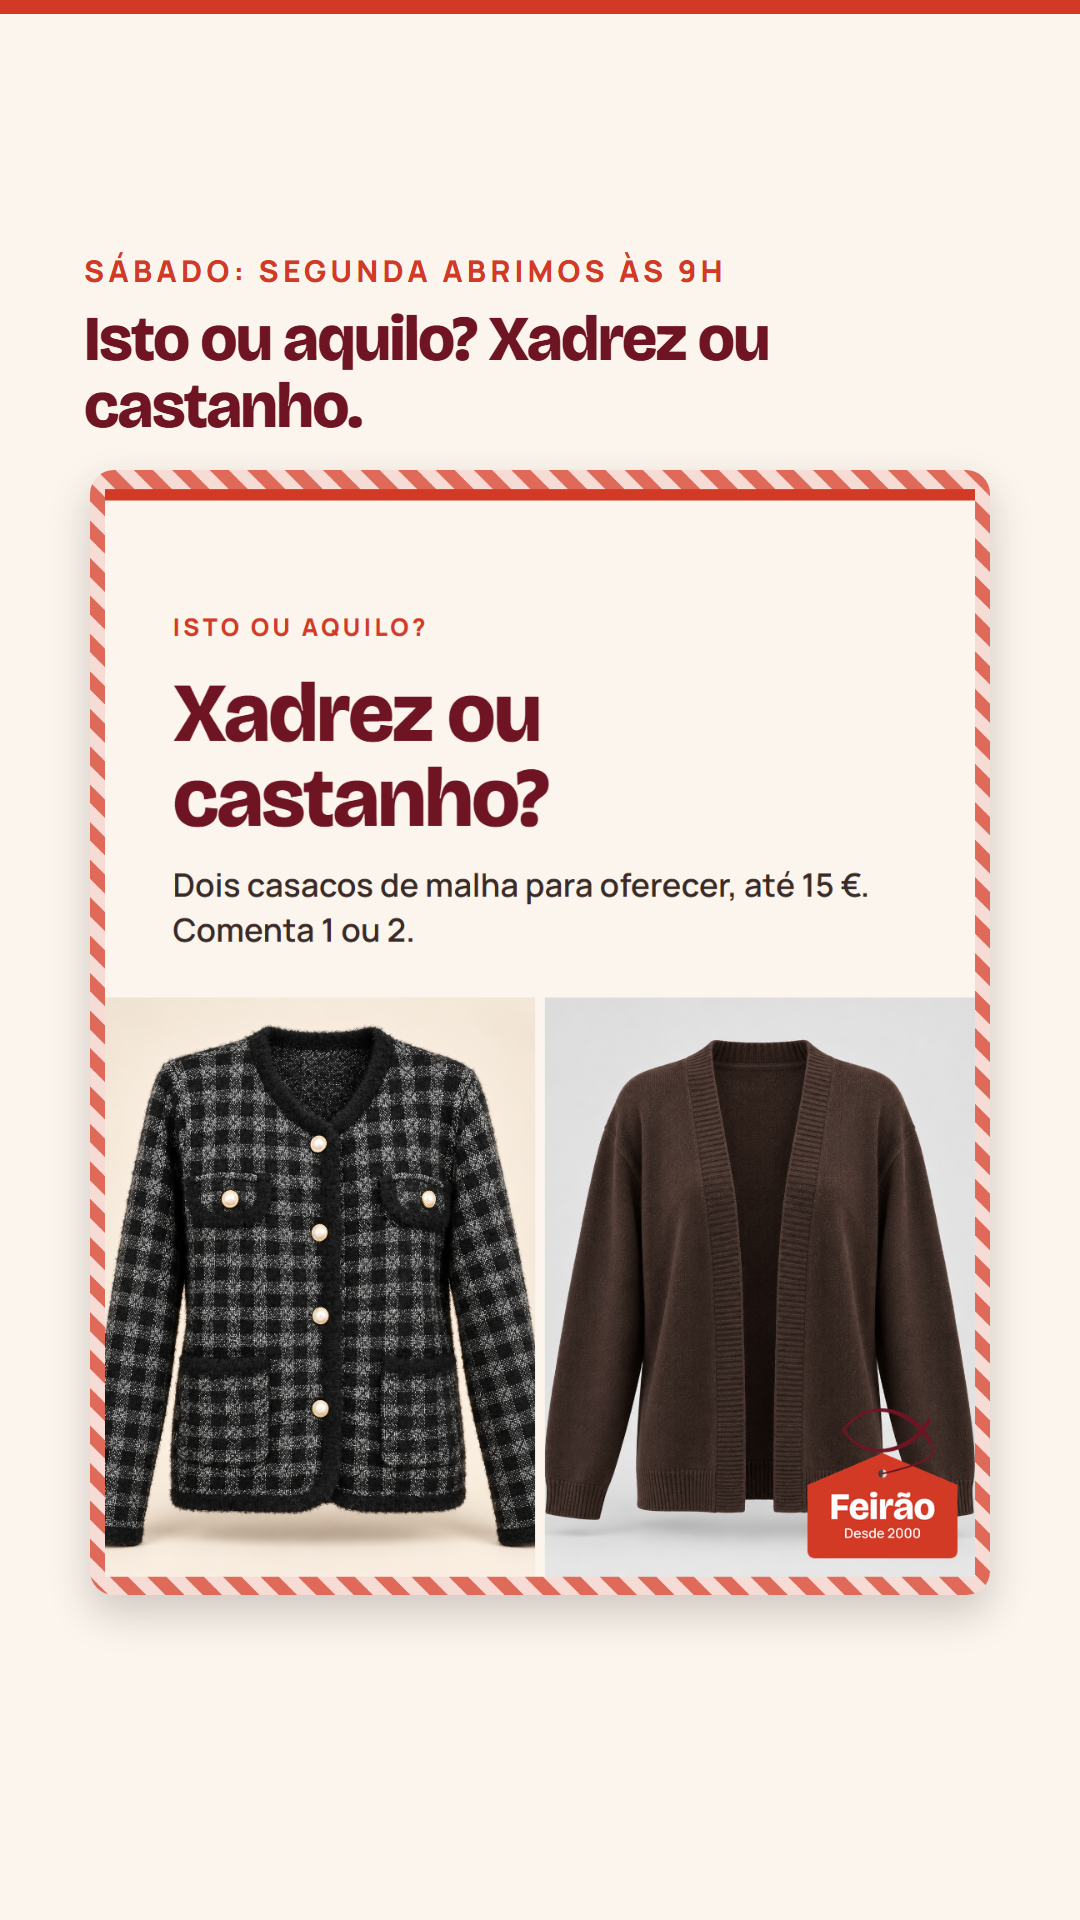 SÁBADO: SEGUNDA ABRIMOS ÀS 9H
Isto ou aquilo? Xadrez ou
castanho.
ISTO OU AQUILO?
Xadrez ou
castanho?
Dois casacos de malha para oferecer, até 15 €.
Comenta 1 ou 2.
Feirão
Desde 2000